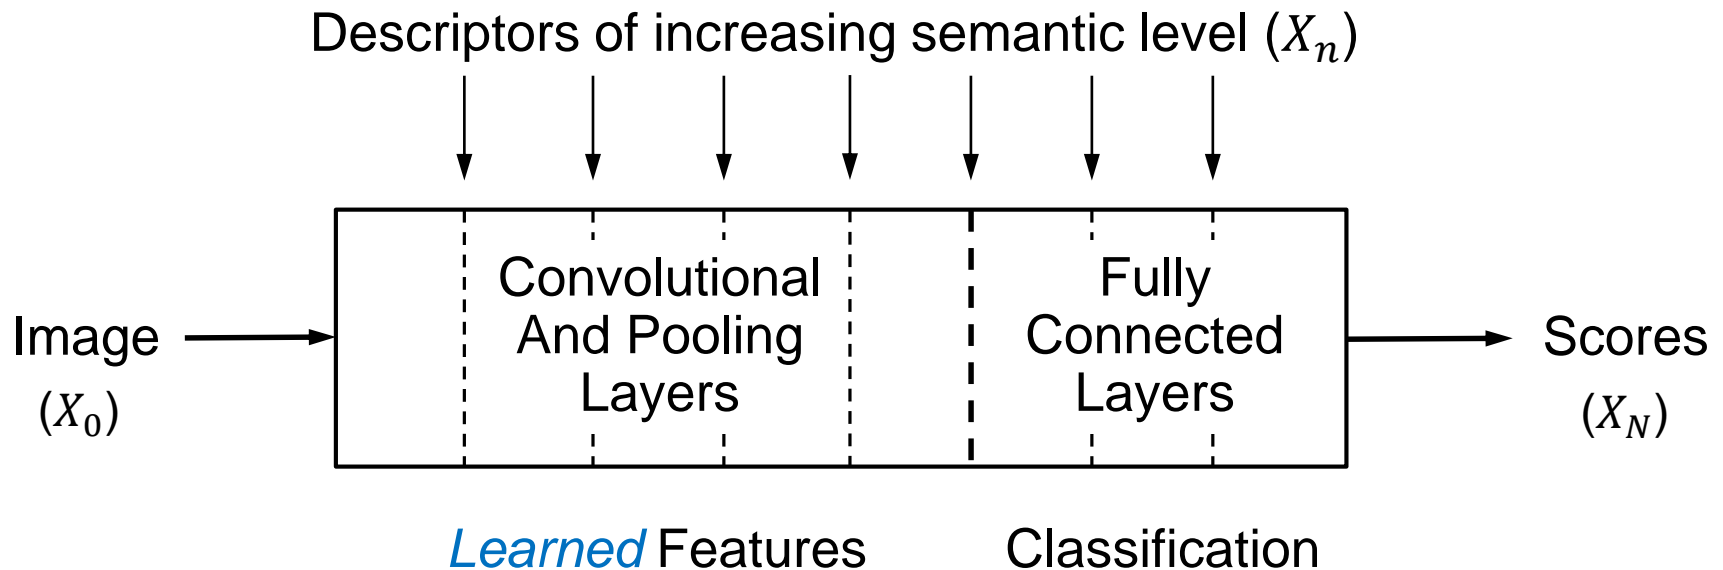 Descriptors of increasing semantic level (Xₙ)
Convolutional
And Pooling
Layers
Fully
Connected
Layers
Image
(X₀)
Scores
(X_N)
Learned Features
Classification